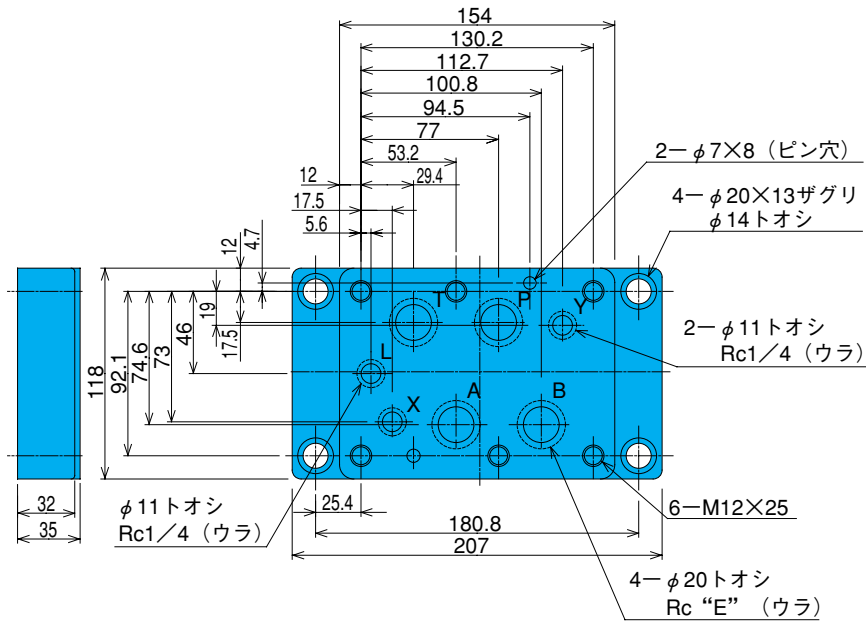 154
130.2
112.7
100.8
94.5
77
53.2
12
29.4
17.5
5.6
2－φ7×8（ピン穴）
4－φ20×13ザグリ
φ14トオシ
12
4.7
T
P
Y
19
17.5
46
73
74.6
92.1
118
L
X
A
B
2－φ11トオシ
Rc1／4（ウラ）
32
35
φ11トオシ
Rc1／4（ウラ）
25.4
180.8
207
6－M12×25
4－φ20トオシ
Rc “E”（ウラ）